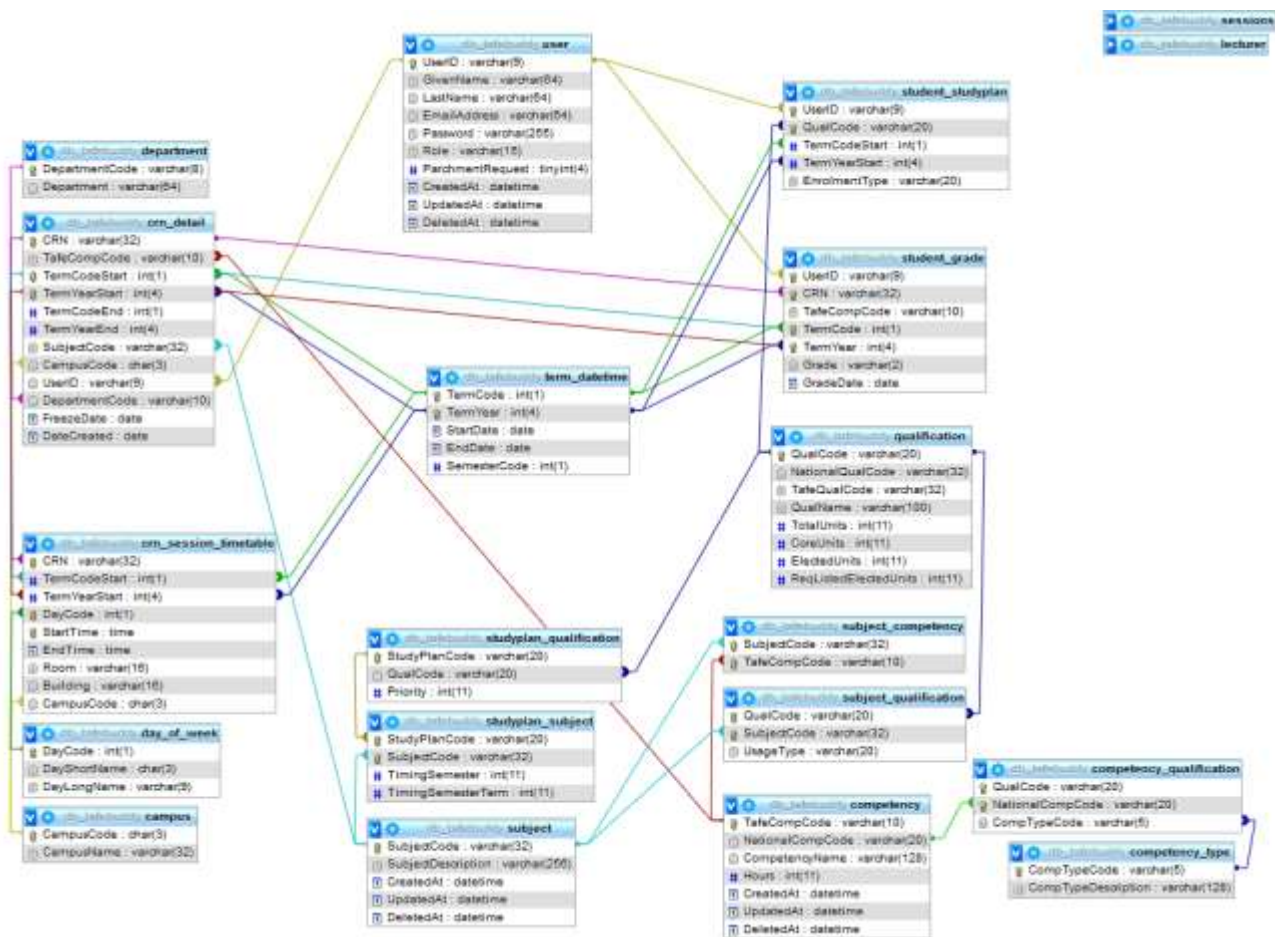 sessions
lecturer
user
UserID : varchar(9)
GivenName : varchar(64)
LastName : varchar(64)
EmailAddress : varchar(64)
Password : varchar(256)
Role : varchar(16)
ParchmentRequest : tinyint(4)
CreatedAt : datetime
UpdatedAt : datetime
DeletedAt : datetime
student_studyplan
UserID : varchar(9)
QualCode : varchar(20)
TermCodeStart : int(1)
TermYearStart : int(4)
EnrolmentType : varchar(20)
department
DepartmentCode : varchar(8)
Department : varchar(64)
crn_detail
CRN : varchar(32)
TafeCompCode : varchar(10)
TermCodeStart : int(1)
TermYearStart : int(4)
TermCodeEnd : int(1)
TermYearEnd : int(4)
SubjectCode : varchar(32)
CampusCode : char(3)
UserID : varchar(9)
DepartmentCode : varchar(10)
FreezeDate : date
DateCreated : date
student_grade
UserID : varchar(9)
CRN : varchar(32)
TafeCompCode : varchar(10)
TermCode : int(1)
TermYear : int(4)
Grade : varchar(2)
GradeDate : date
term_datetime
TermCode : int(1)
TermYear : int(4)
StartDate : date
EndDate : date
SemesterCode : int(1)
qualification
QualCode : varchar(20)
NationalQualCode : varchar(32)
TafeQualCode : varchar(32)
QualName : varchar(100)
TotalUnits : int(11)
CoreUnits : int(11)
ElectedUnits : int(11)
ReqListedElectedUnits : int(11)
crn_session_timetable
CRN : varchar(32)
TermCodeStart : int(1)
TermYearStart : int(4)
DayCode : int(1)
StartTime : time
EndTime : time
Room : varchar(16)
Building : varchar(16)
CampusCode : char(3)
studyplan_qualification
StudyPlanCode : varchar(20)
QualCode : varchar(20)
Priority : int(11)
subject_competency
SubjectCode : varchar(32)
TafeCompCode : varchar(10)
subject_qualification
QualCode : varchar(20)
SubjectCode : varchar(32)
UsageType : varchar(20)
studyplan_subject
StudyPlanCode : varchar(20)
SubjectCode : varchar(32)
TimingSemester : int(11)
TimingSemesterTerm : int(11)
day_of_week
DayCode : int(1)
DayShortName : char(3)
DayLongName : varchar(9)
competency_qualification
QualCode : varchar(20)
NationalCompCode : varchar(20)
CompTypeCode : varchar(5)
campus
CampusCode : char(3)
CampusName : varchar(32)
subject
SubjectCode : varchar(32)
SubjectDescription : varchar(256)
CreatedAt : datetime
UpdatedAt : datetime
DeletedAt : datetime
competency
TafeCompCode : varchar(10)
NationalCompCode : varchar(20)
CompetencyName : varchar(128)
Hours : int(11)
CreatedAt : datetime
UpdatedAt : datetime
DeletedAt : datetime
competency_type
CompTypeCode : varchar(5)
CompTypeDescription : varchar(128)